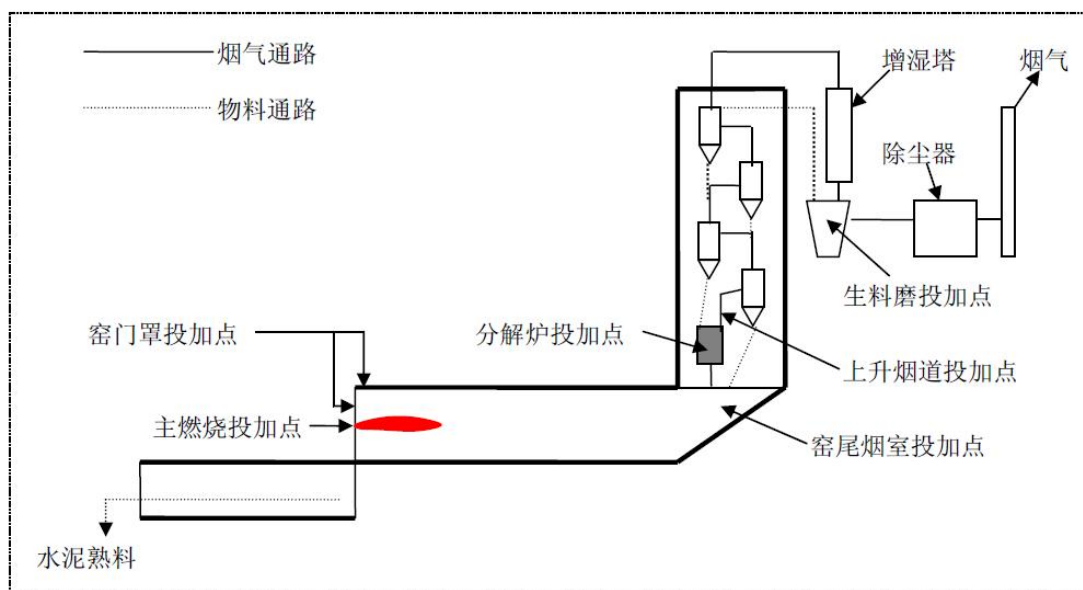 烟气通路
物料通路
增湿塔
烟气
除尘器
生料磨投加点
窑门罩投加点
分解炉投加点
上升烟道投加点
主燃烧投加点
窑尾烟室投加点
水泥熟料